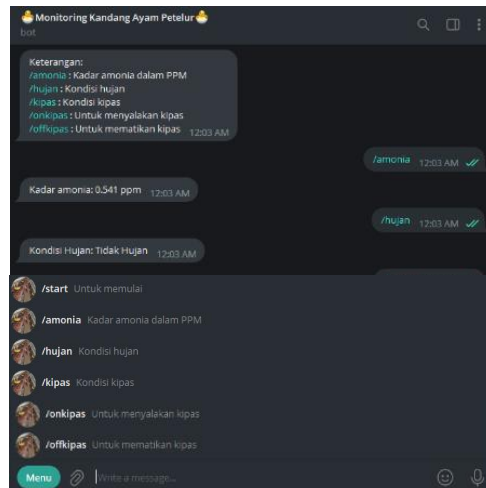 🐣Monitoring Kandang Ayam Petelur🐣
bot
Keterangan:
/amonia : Kadar amonia dalam PPM
/hujan : Kondisi hujan
/kipas : Kondisi kipas
/onkipas : Untuk menyalakan kipas
/offkipas : Untuk mematikan kipas 12:03 AM
/amonia 12:03 AM
Kadar amonia: 0.541 ppm 12:03 AM
/hujan 12:03 AM
Kondisi Hujan: Tidak Hujan 12:03 AM
/start Untuk memulai
/amonia Kadar amonia dalam PPM
/hujan Kondisi hujan
/kipas Kondisi kipas
/onkipas Untuk menyalakan kipas
/offkipas Untuk mematikan kipas
Menu Write a message...